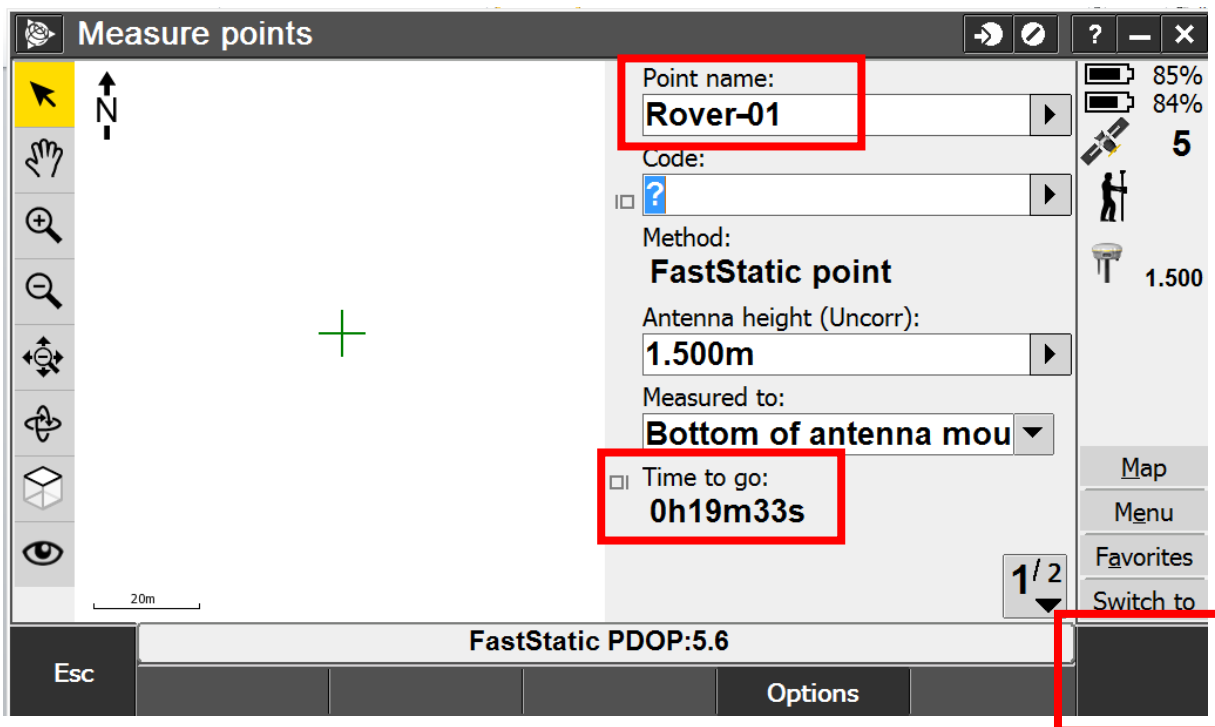 Measure points
? — ×
N
Point name:
Rover-01
Code:
?
Method:
FastStatic point
Antenna height (Uncorr):
1.500m
Measured to:
Bottom of antenna mou
Time to go:
0h19m33s
1/2
20m
85%
84%
5
1.500
Map
Menu
Favorites
Switch to
FastStatic PDOP:5.6
Esc
Options